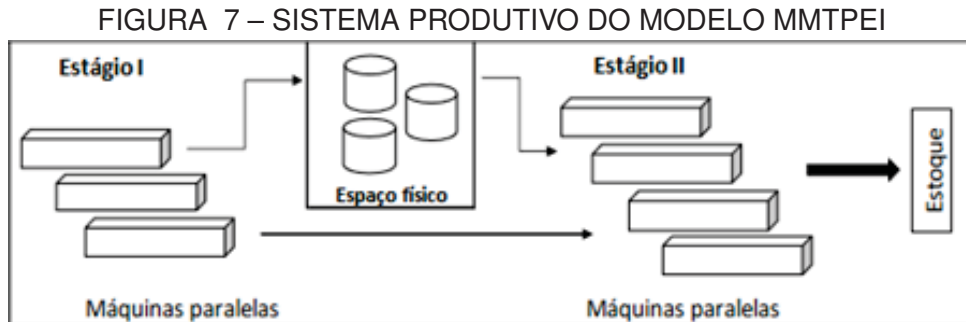 FIGURA 7 – SISTEMA PRODUTIVO DO MODELO MMTPEI
Estágio I
Espaço físico
Estágio II
Estoque
Máquinas paralelas
Máquinas paralelas